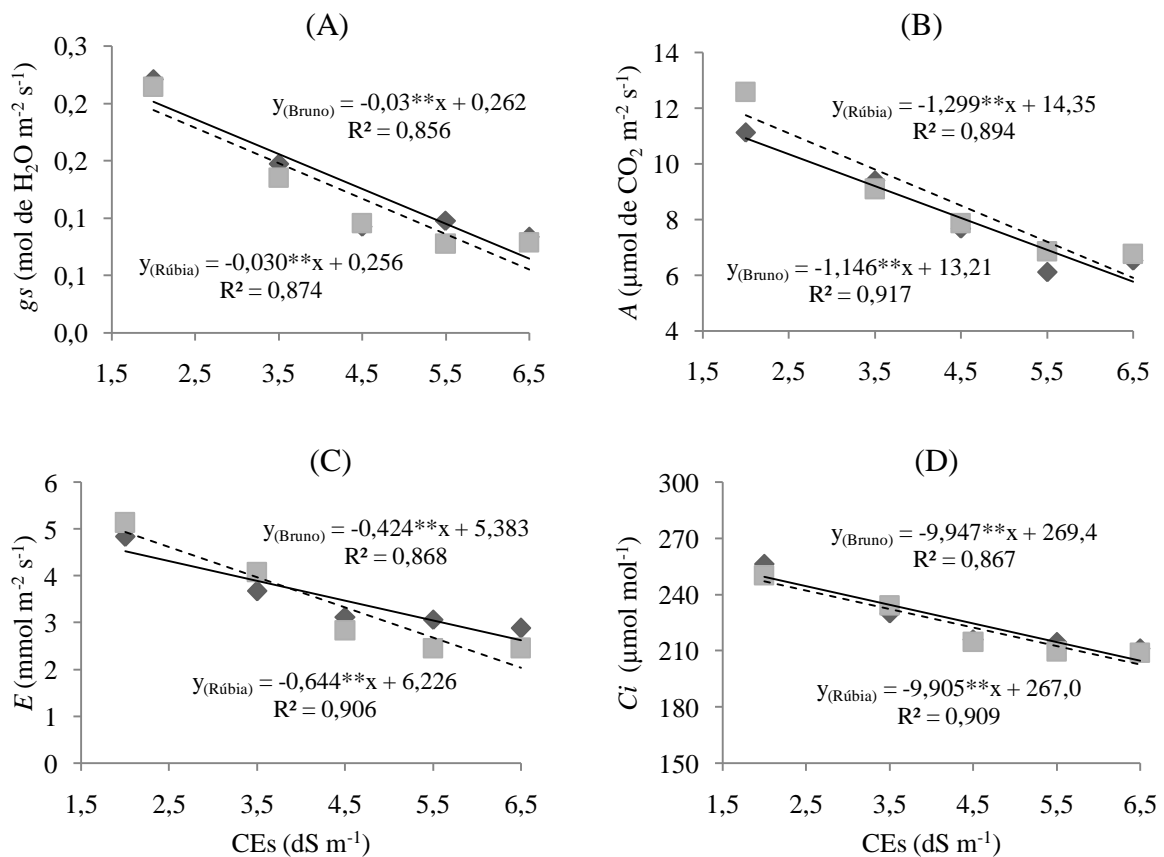 (A)
0,3
0,2
0,2
0,1
0,1
0,0
gs (mol de H₂O m⁻² s⁻¹)
y(Bruno) = -0,03**x + 0,262
R² = 0,856
y(Rúbia) = -0,030**x + 0,256
R² = 0,874
1,5 2,5 3,5 4,5 5,5 6,5
(B)
14
12
10
8
6
4
A (µmol de CO₂ m⁻² s⁻¹)
y(Rúbia) = -1,299**x + 14,35
R² = 0,894
y(Bruno) = -1,146**x + 13,21
R² = 0,917
1,5 2,5 3,5 4,5 5,5 6,5
(C)
6
5
4
3
2
1
0
E (mmol m⁻² s⁻¹)
y(Bruno) = -0,424**x + 5,383
R² = 0,868
y(Rúbia) = -0,644**x + 6,226
R² = 0,906
1,5 2,5 3,5 4,5 5,5 6,5
CEs (dS m⁻¹)
(D)
300
270
240
210
180
150
Ci (µmol mol⁻¹)
y(Bruno) = -9,947**x + 269,4
R² = 0,867
y(Rúbia) = -9,905**x + 267,0
R² = 0,909
1,5 2,5 3,5 4,5 5,5 6,5
CEs (dS m⁻¹)